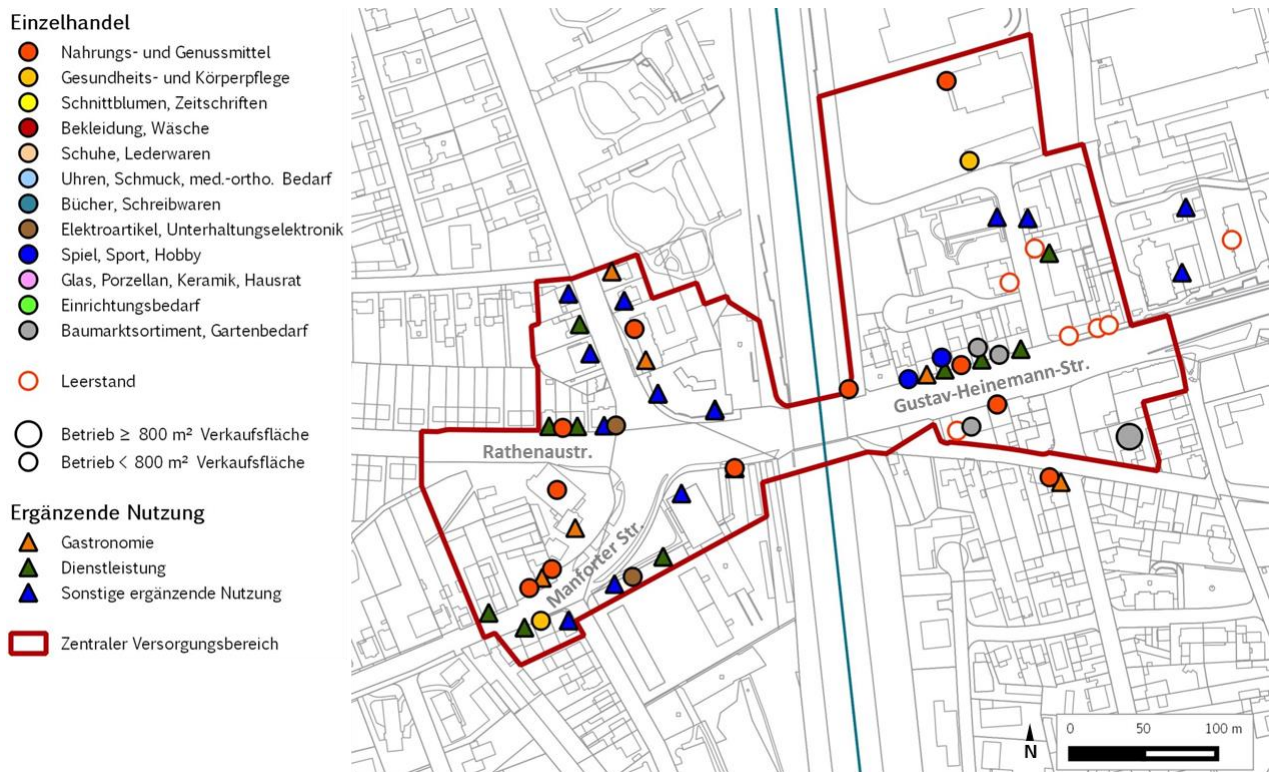 Einzelhandel
Nahrungs- und Genussmittel
Gesundheits- und Körperpflege
Schnittblumen, Zeitschriften
Bekleidung, Wäsche
Schuhe, Lederwaren
Uhren, Schmuck, med.-ortho. Bedarf
Bücher, Schreibwaren
Elektroartikel, Unterhaltungselektronik
Spiel, Sport, Hobby
Glas, Porzellan, Keramik, Hausrat
Einrichtungsbedarf
Baumarktsortiment, Gartenbedarf
Leerstand
Betrieb ≥ 800 m² Verkaufsfläche
Betrieb < 800 m² Verkaufsfläche
Ergänzende Nutzung
Gastronomie
Dienstleistung
Sonstige ergänzende Nutzung
Zentraler Versorgungsbereich
Gustav-Heinemann-Str.
Rathenaustr.
Manforter Str.
N
0 50 100 m